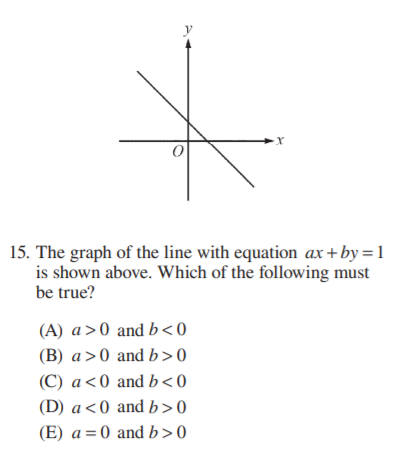 y
x
O
15. The graph of the line with equation ax + by = 1
is shown above. Which of the following must
be true?
(A) a > 0 and b < 0
(B) a > 0 and b > 0
(C) a < 0 and b < 0
(D) a < 0 and b > 0
(E) a = 0 and b > 0